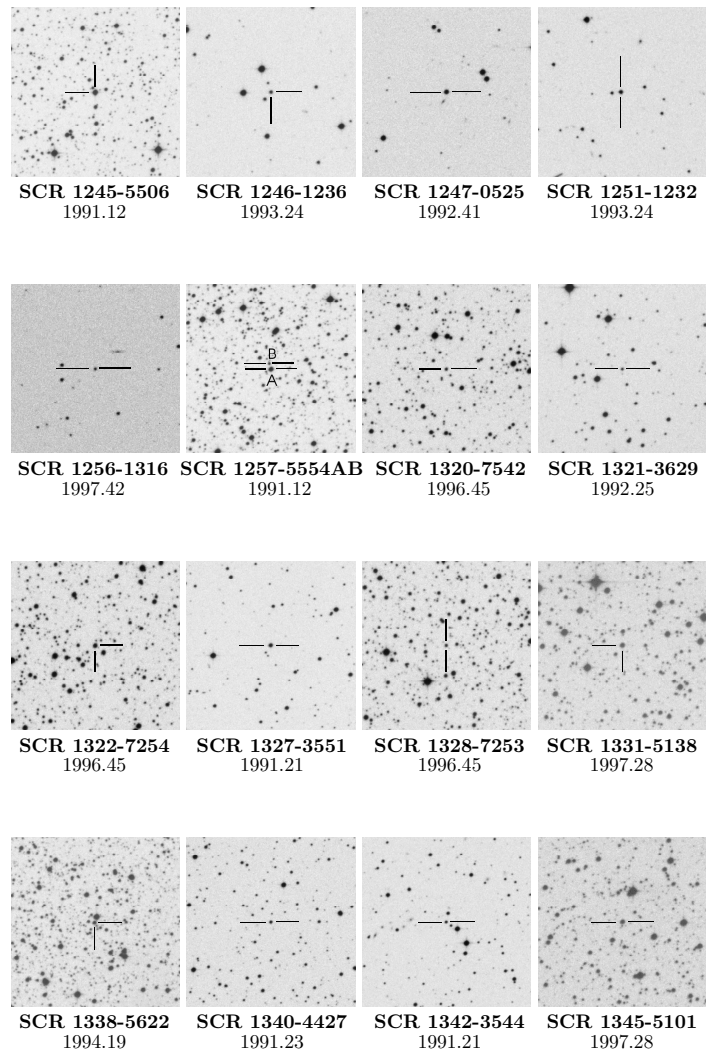 SCR 1245-5506 SCR 1246-1236 SCR 1247-0525 SCR 1251-1232
1991.12 1993.24 1992.41 1993.24
B
A
SCR 1256-1316 SCR 1257-5554AB SCR 1320-7542 SCR 1321-3629
1997.42 1991.12 1996.45 1992.25
SCR 1322-7254 SCR 1327-3551 SCR 1328-7253 SCR 1331-5138
1996.45 1991.21 1996.45 1997.28
SCR 1338-5622 SCR 1340-4427 SCR 1342-3544 SCR 1345-5101
1994.19 1991.23 1991.21 1997.28